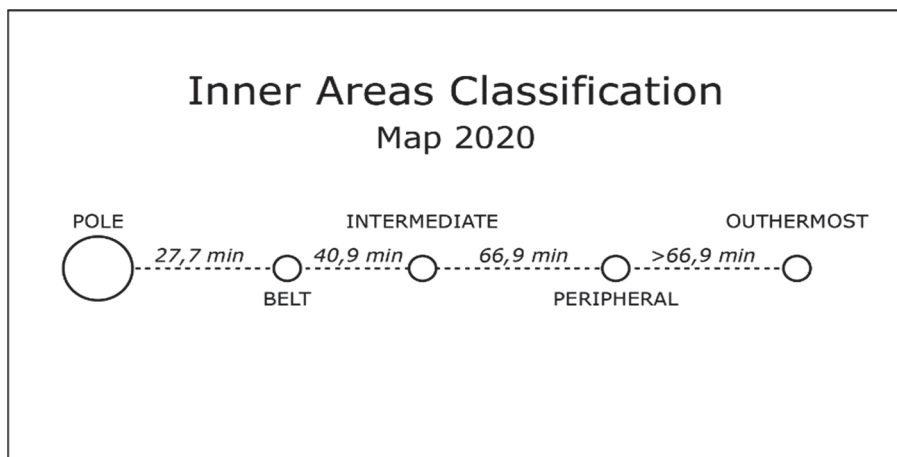 Inner Areas Classification
Map 2020
POLE
INTERMEDIATE
OUTHERMOST
27,7 min
40,9 min
66,9 min
>66,9 min
BELT
PERIPHERAL